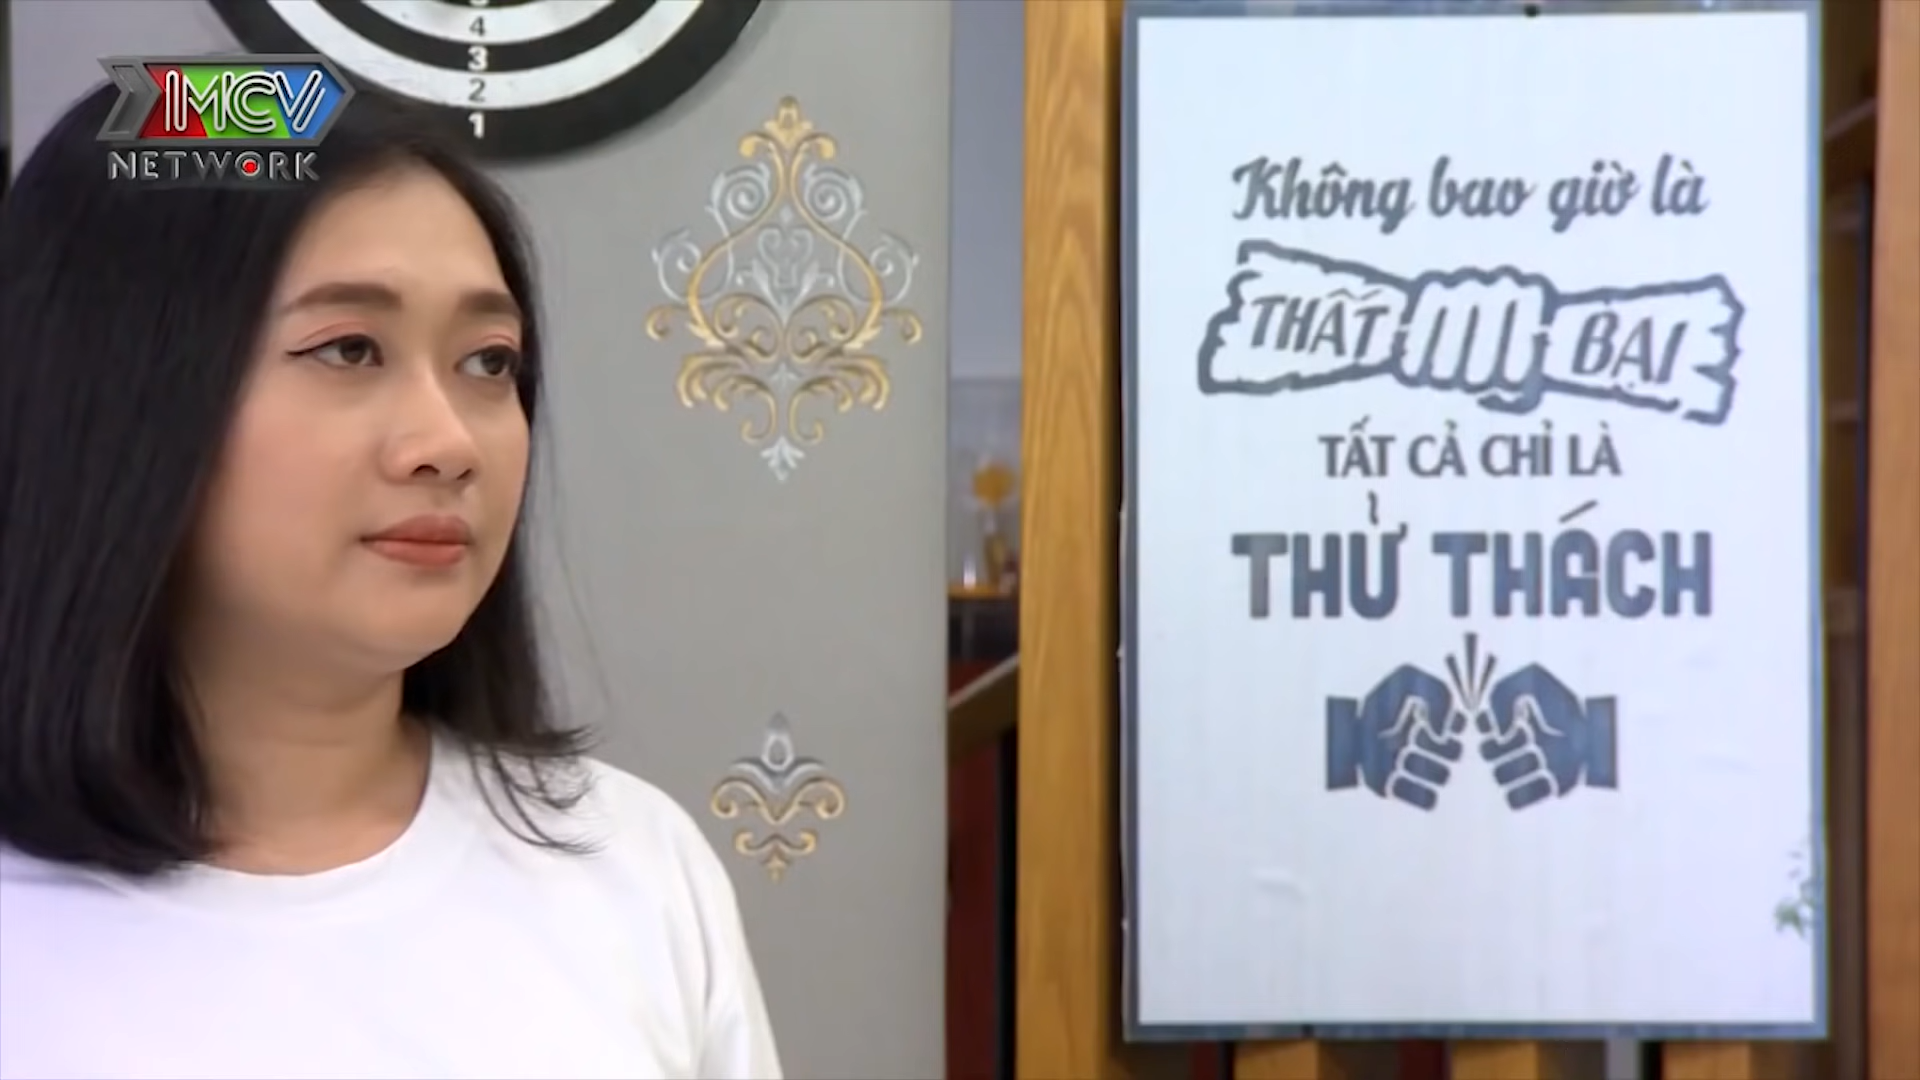 4
3
2
1
MCV
NETWORK
Không bao giờ là
THẤT BẠI
TẤT CẢ CHỈ LÀ
THỬ THÁCH